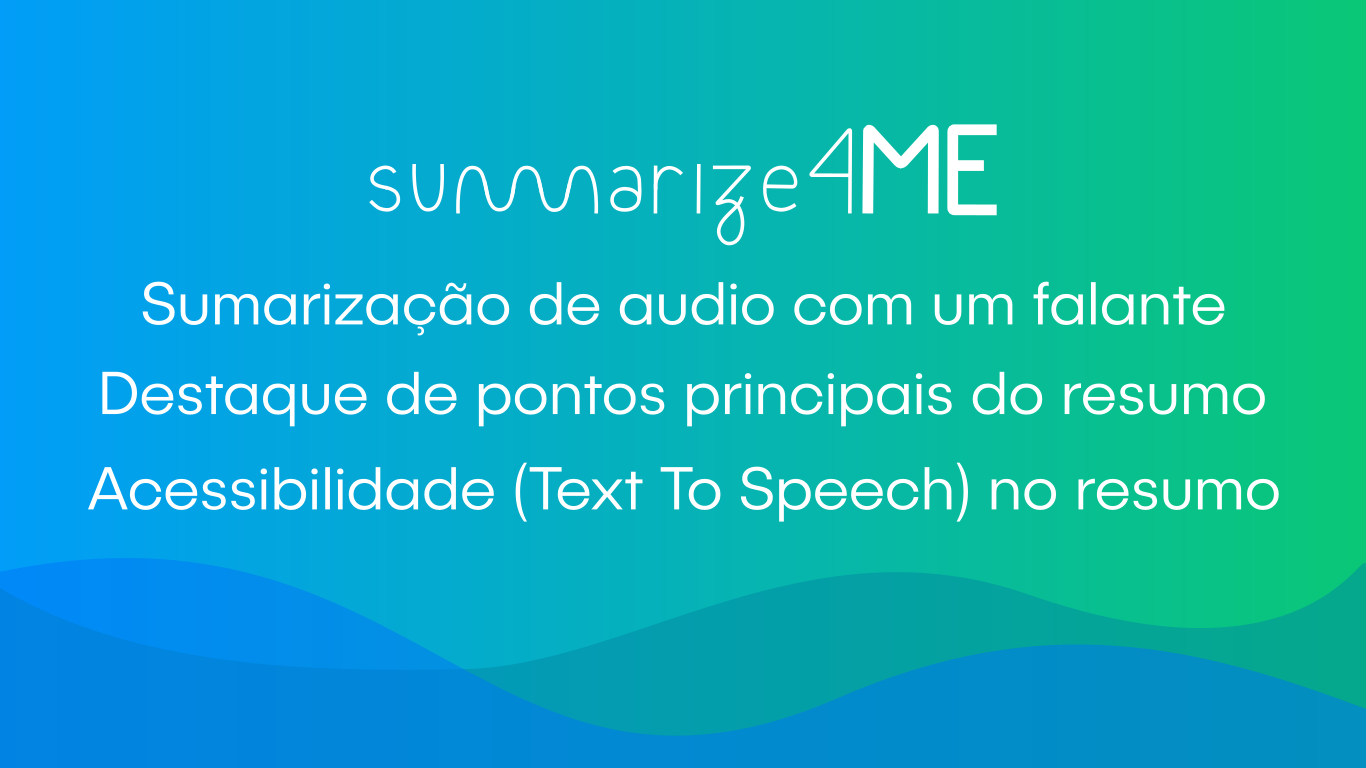 summarize4ME
Sumarização de audio com um falante
Destaque de pontos principais do resumo
Acessibilidade (Text To Speech) no resumo